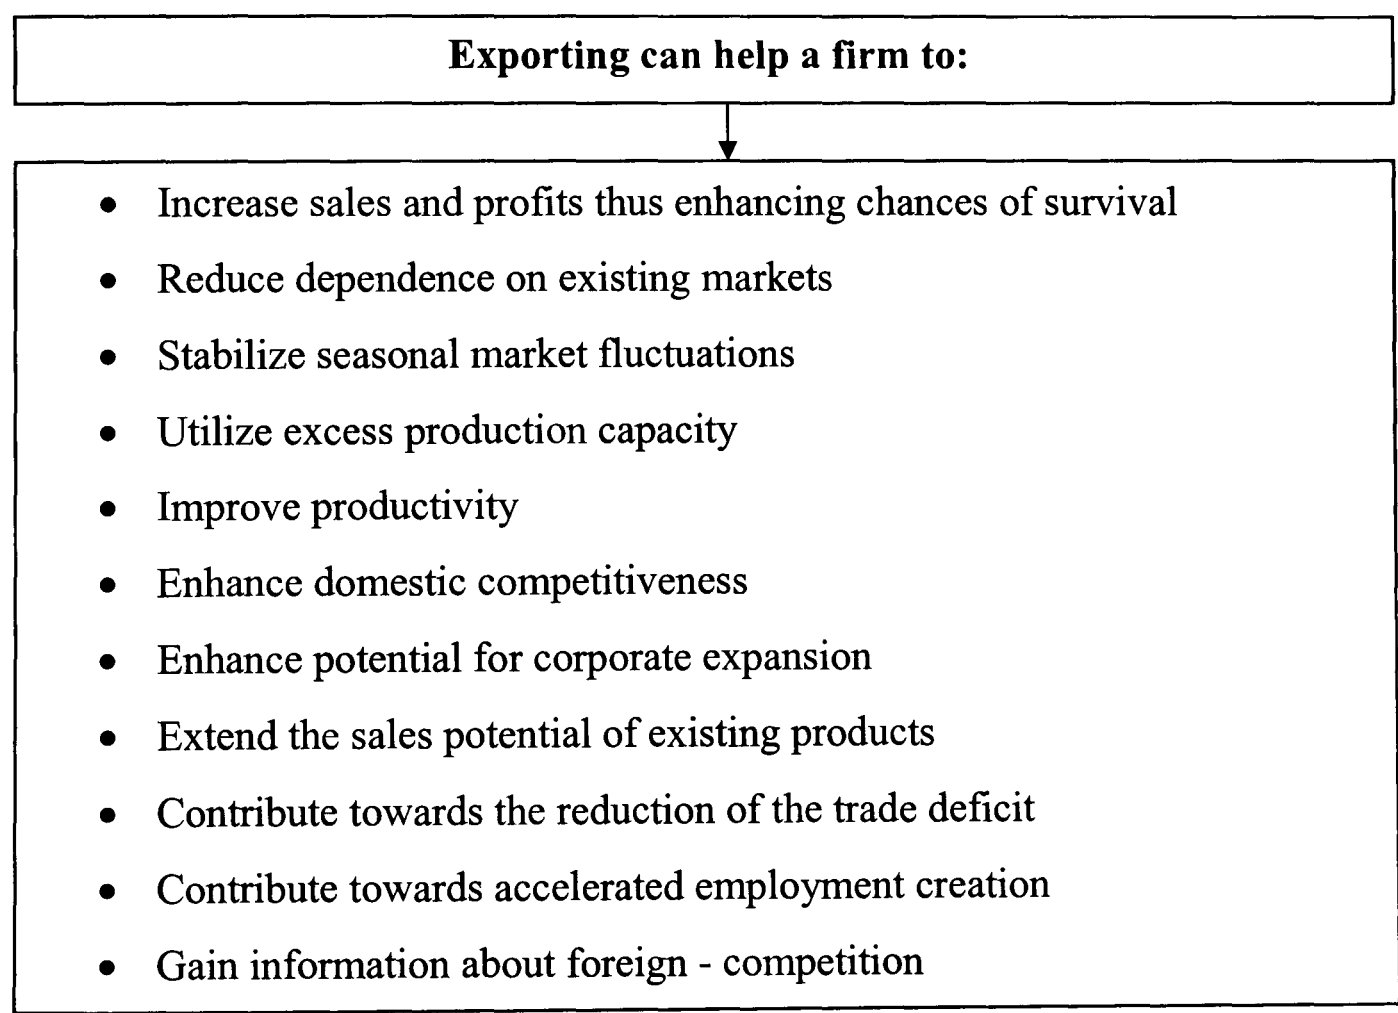 Exporting can help a firm to:
• Increase sales and profits thus enhancing chances of survival
• Reduce dependence on existing markets
• Stabilize seasonal market fluctuations
• Utilize excess production capacity
• Improve productivity
• Enhance domestic competitiveness
• Enhance potential for corporate expansion
• Extend the sales potential of existing products
• Contribute towards the reduction of the trade deficit
• Contribute towards accelerated employment creation
• Gain information about foreign - competition